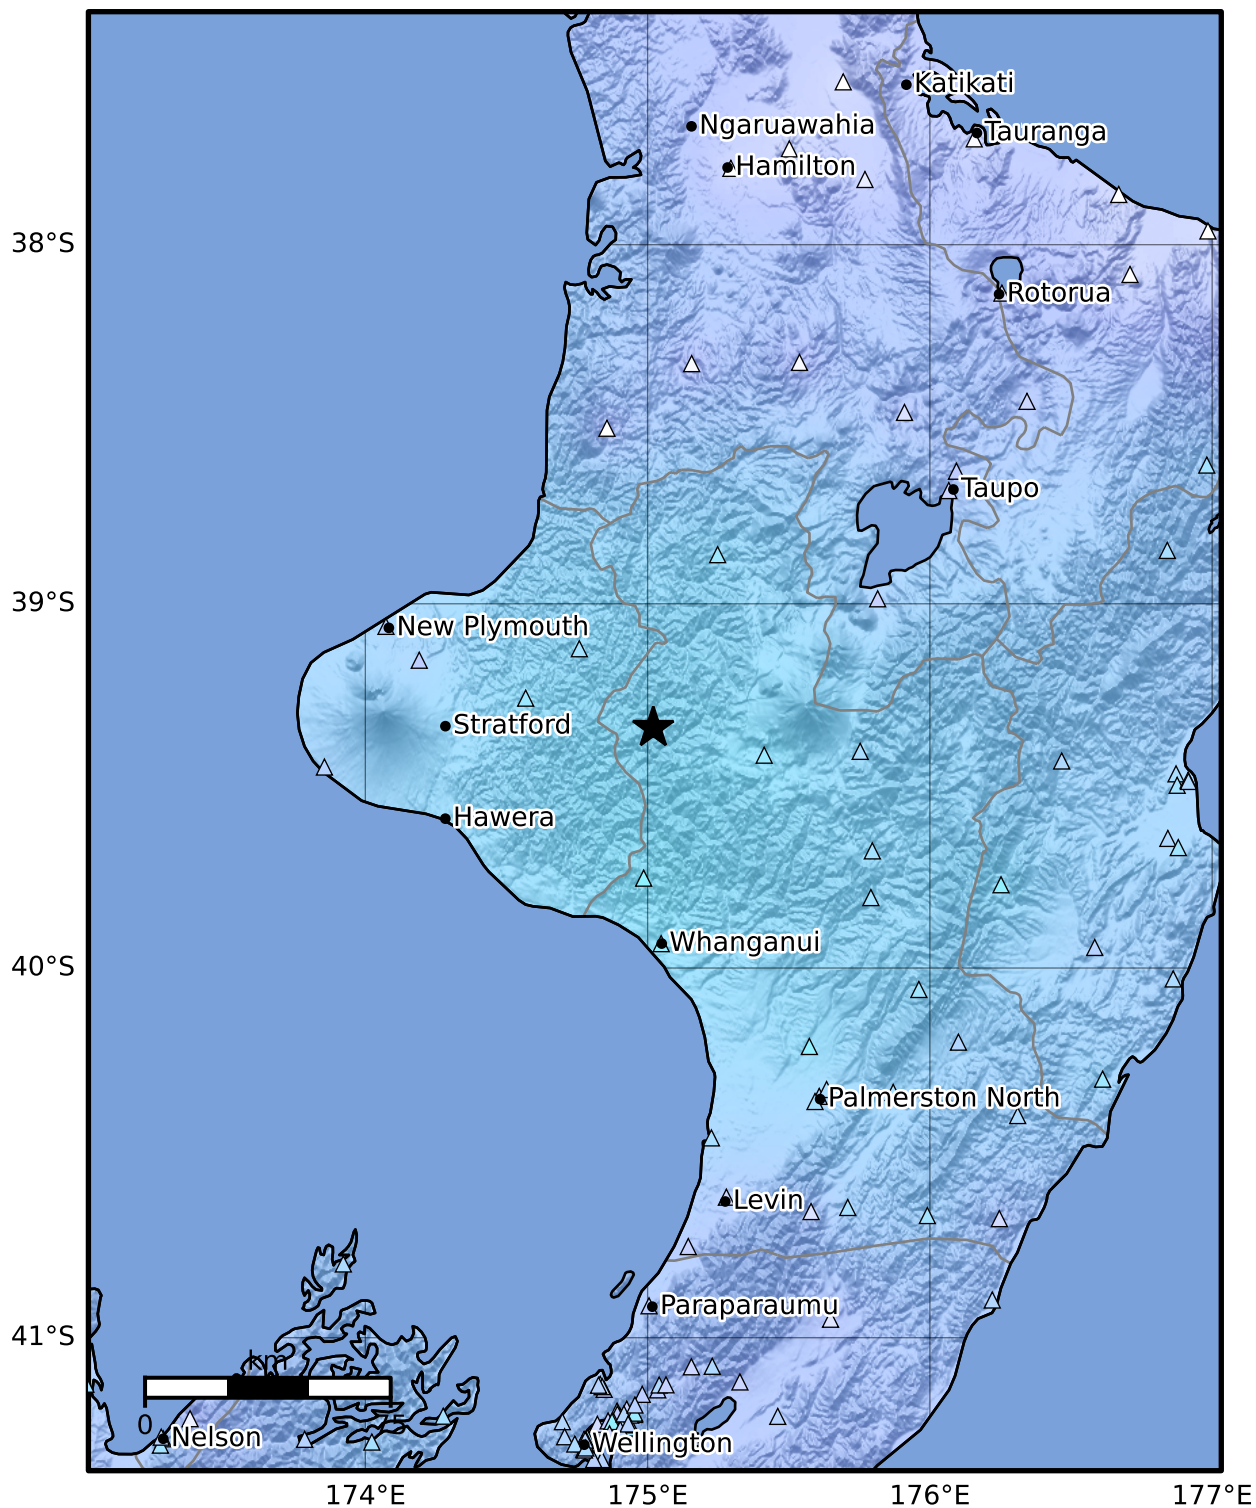 Katikati
Ngaruawahia
Tauranga
Hamilton
38°S
Rotorua
Taupo
39°S
New Plymouth
Stratford
Hawera
Whanganui
40°S
Palmerston North
Levin
Paraparaumu
41°S
km
0
Nelson
Wellington
174°E
175°E
176°E
177°E